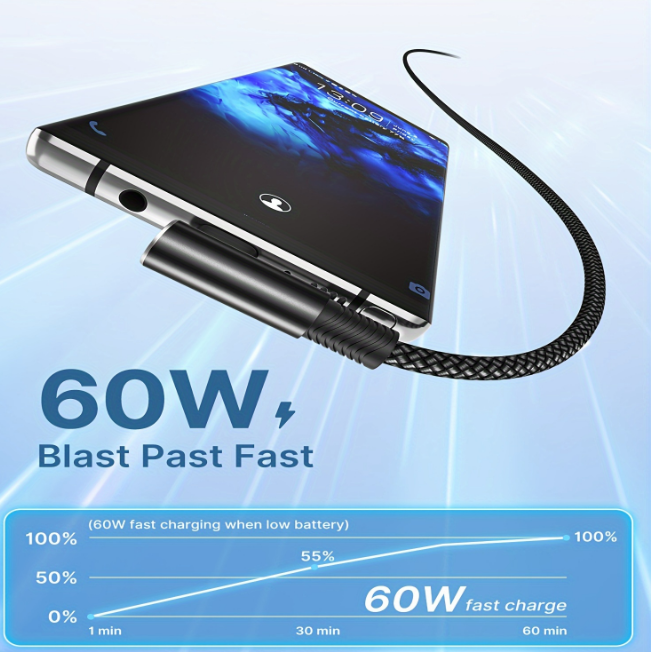 13:09
60W
Blast Past Fast
(60W fast charging when low battery)
100%
100%
55%
50%
60W fast charge
0%
1 min
30 min
60 min